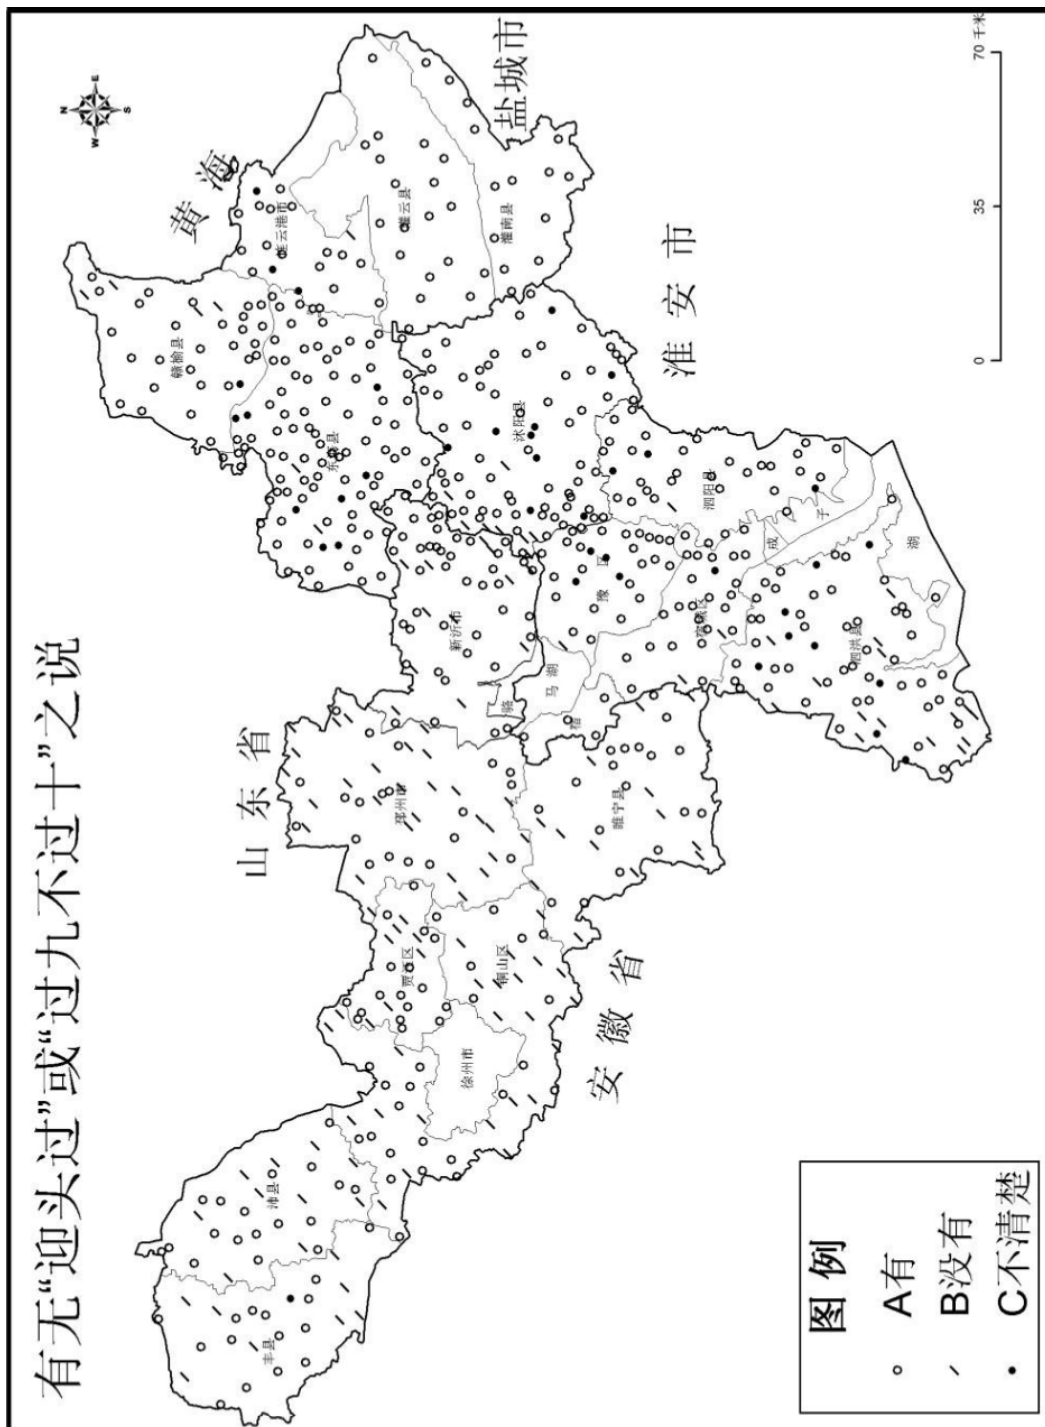 有无“迎头过”或“过九不过十”之说
N
E
S
W
黄海
盐城市
淮安市
山东省
安徽省
赣榆县
连云港市
灌云县
灌南县
东海县
沭阳县
新沂市
泗阳县
宿豫区
宿城区
骆马湖
成子湖
泗洪县
邳州市
睢宁县
贾汪区
铜山区
徐州市
沛县
丰县
图例
A有
B没有
C不清楚
0 35 70千米